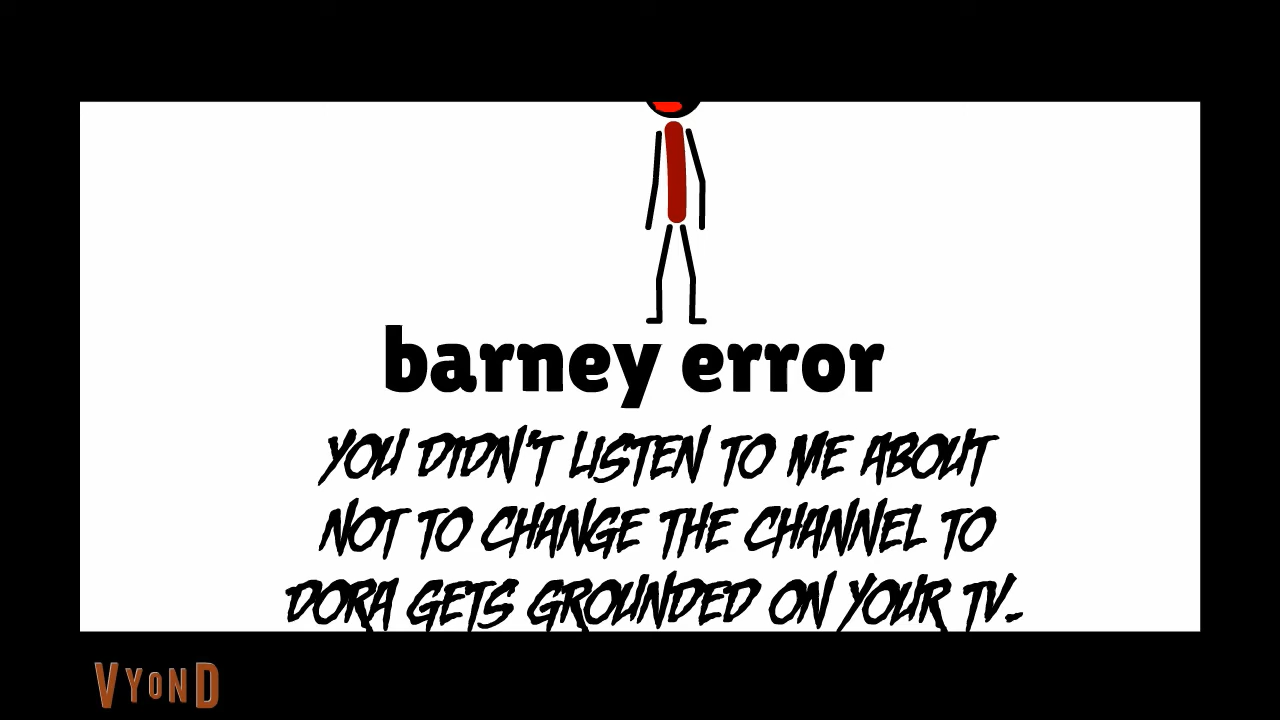 barney error
YOU DIDN'T LISTEN TO ME ABOUT
NOT TO CHANGE THE CHANNEL TO
DORA GETS GROUNDED ON YOUR TV.
VYOND